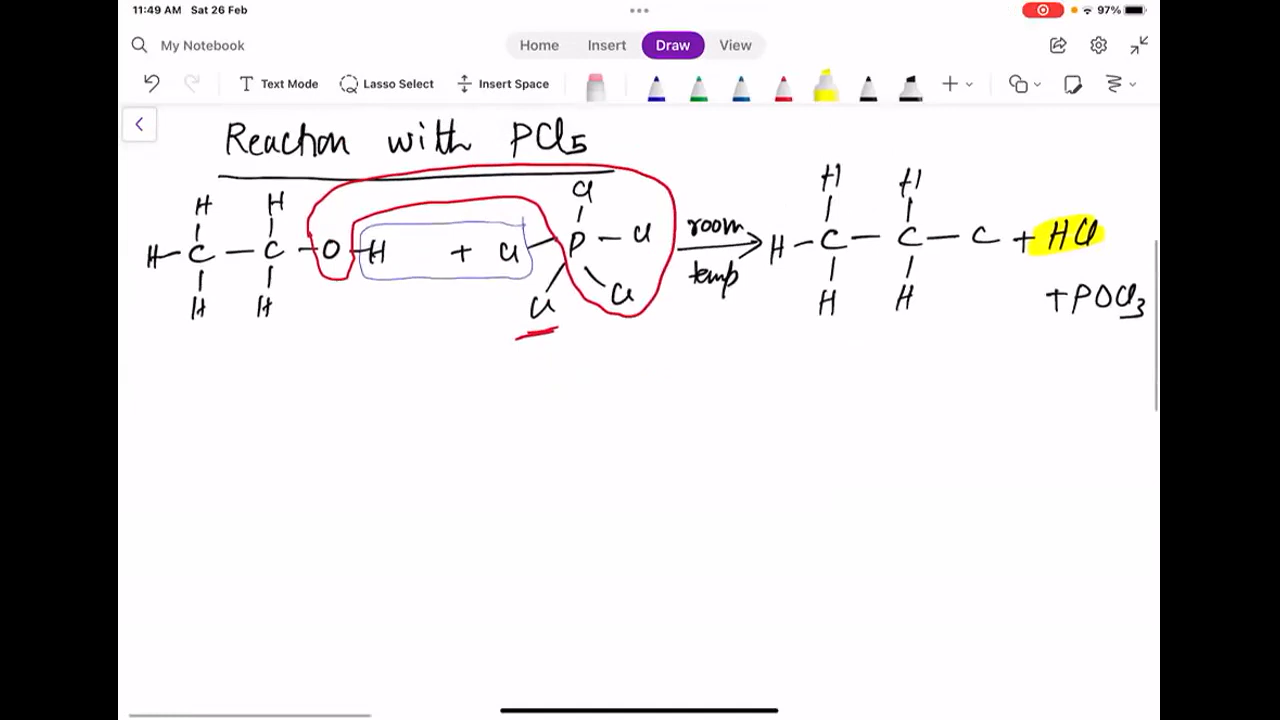 11:49 AM Sat 26 Feb
97%
My Notebook
Home Insert Draw View
Text Mode Lasso Select Insert Space
Reaction with PCl5
H H Cl H H
H - C - C - O - H + Cl - P - Cl room temp H - C - C - C + HCl
H H Cl Cl H H + POCl3